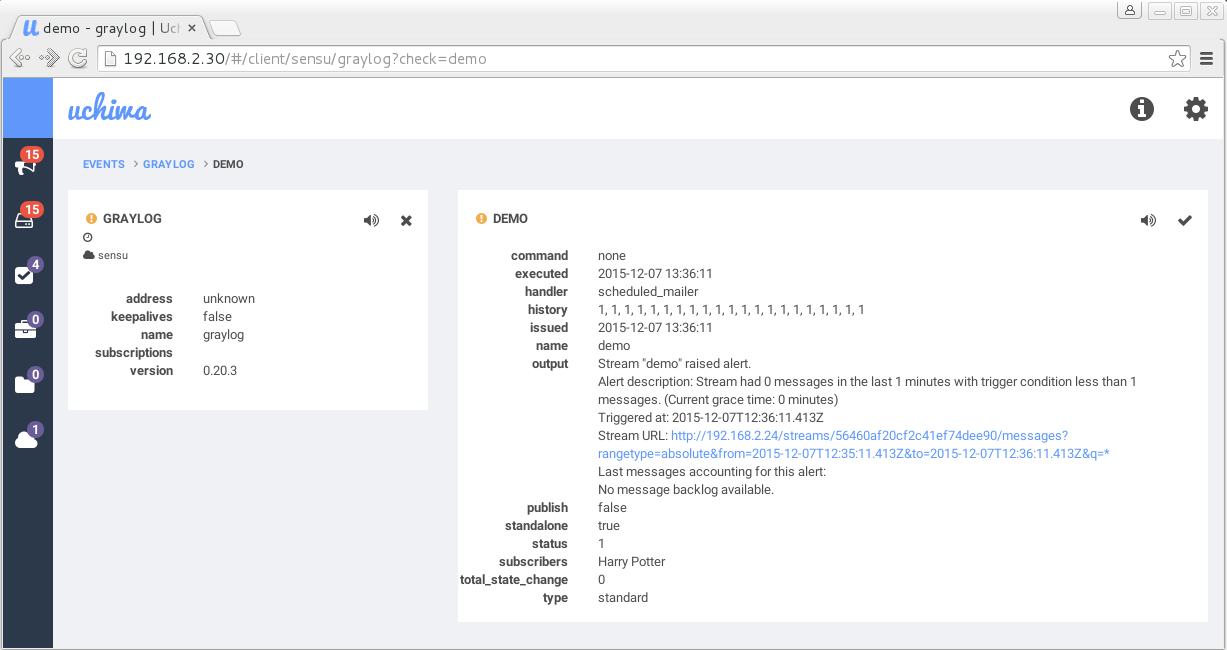 demo - graylog | Ucl
192.168.2.30/#/client/sensu/graylog?check=demo
uchiwa
15
15
4
0
0
1
EVENTS > GRAYLOG > DEMO
GRAYLOG
sensu
address unknown
keepalives false
name graylog
subscriptions
version 0.20.3
DEMO
command none
executed 2015-12-07 13:36:11
handler scheduled_mailer
history 1, 1, 1, 1, 1, 1, 1, 1, 1, 1, 1, 1, 1, 1, 1, 1, 1, 1, 1, 1, 1
issued 2015-12-07 13:36:11
name demo
output Stream "demo" raised alert.
Alert description: Stream had 0 messages in the last 1 minutes with trigger condition less than 1
messages. (Current grace time: 0 minutes)
Triggered at: 2015-12-07T12:36:11.413Z
Stream URL: http://192.168.2.24/streams/56460af20cf2c41ef74dee90/messages?
rangetype=absolute&from=2015-12-07T12:35:11.413Z&to=2015-12-07T12:36:11.413Z&q=*
Last messages accounting for this alert:
No message backlog available.
publish false
standalone true
status 1
subscribers Harry Potter
total_state_change 0
type standard